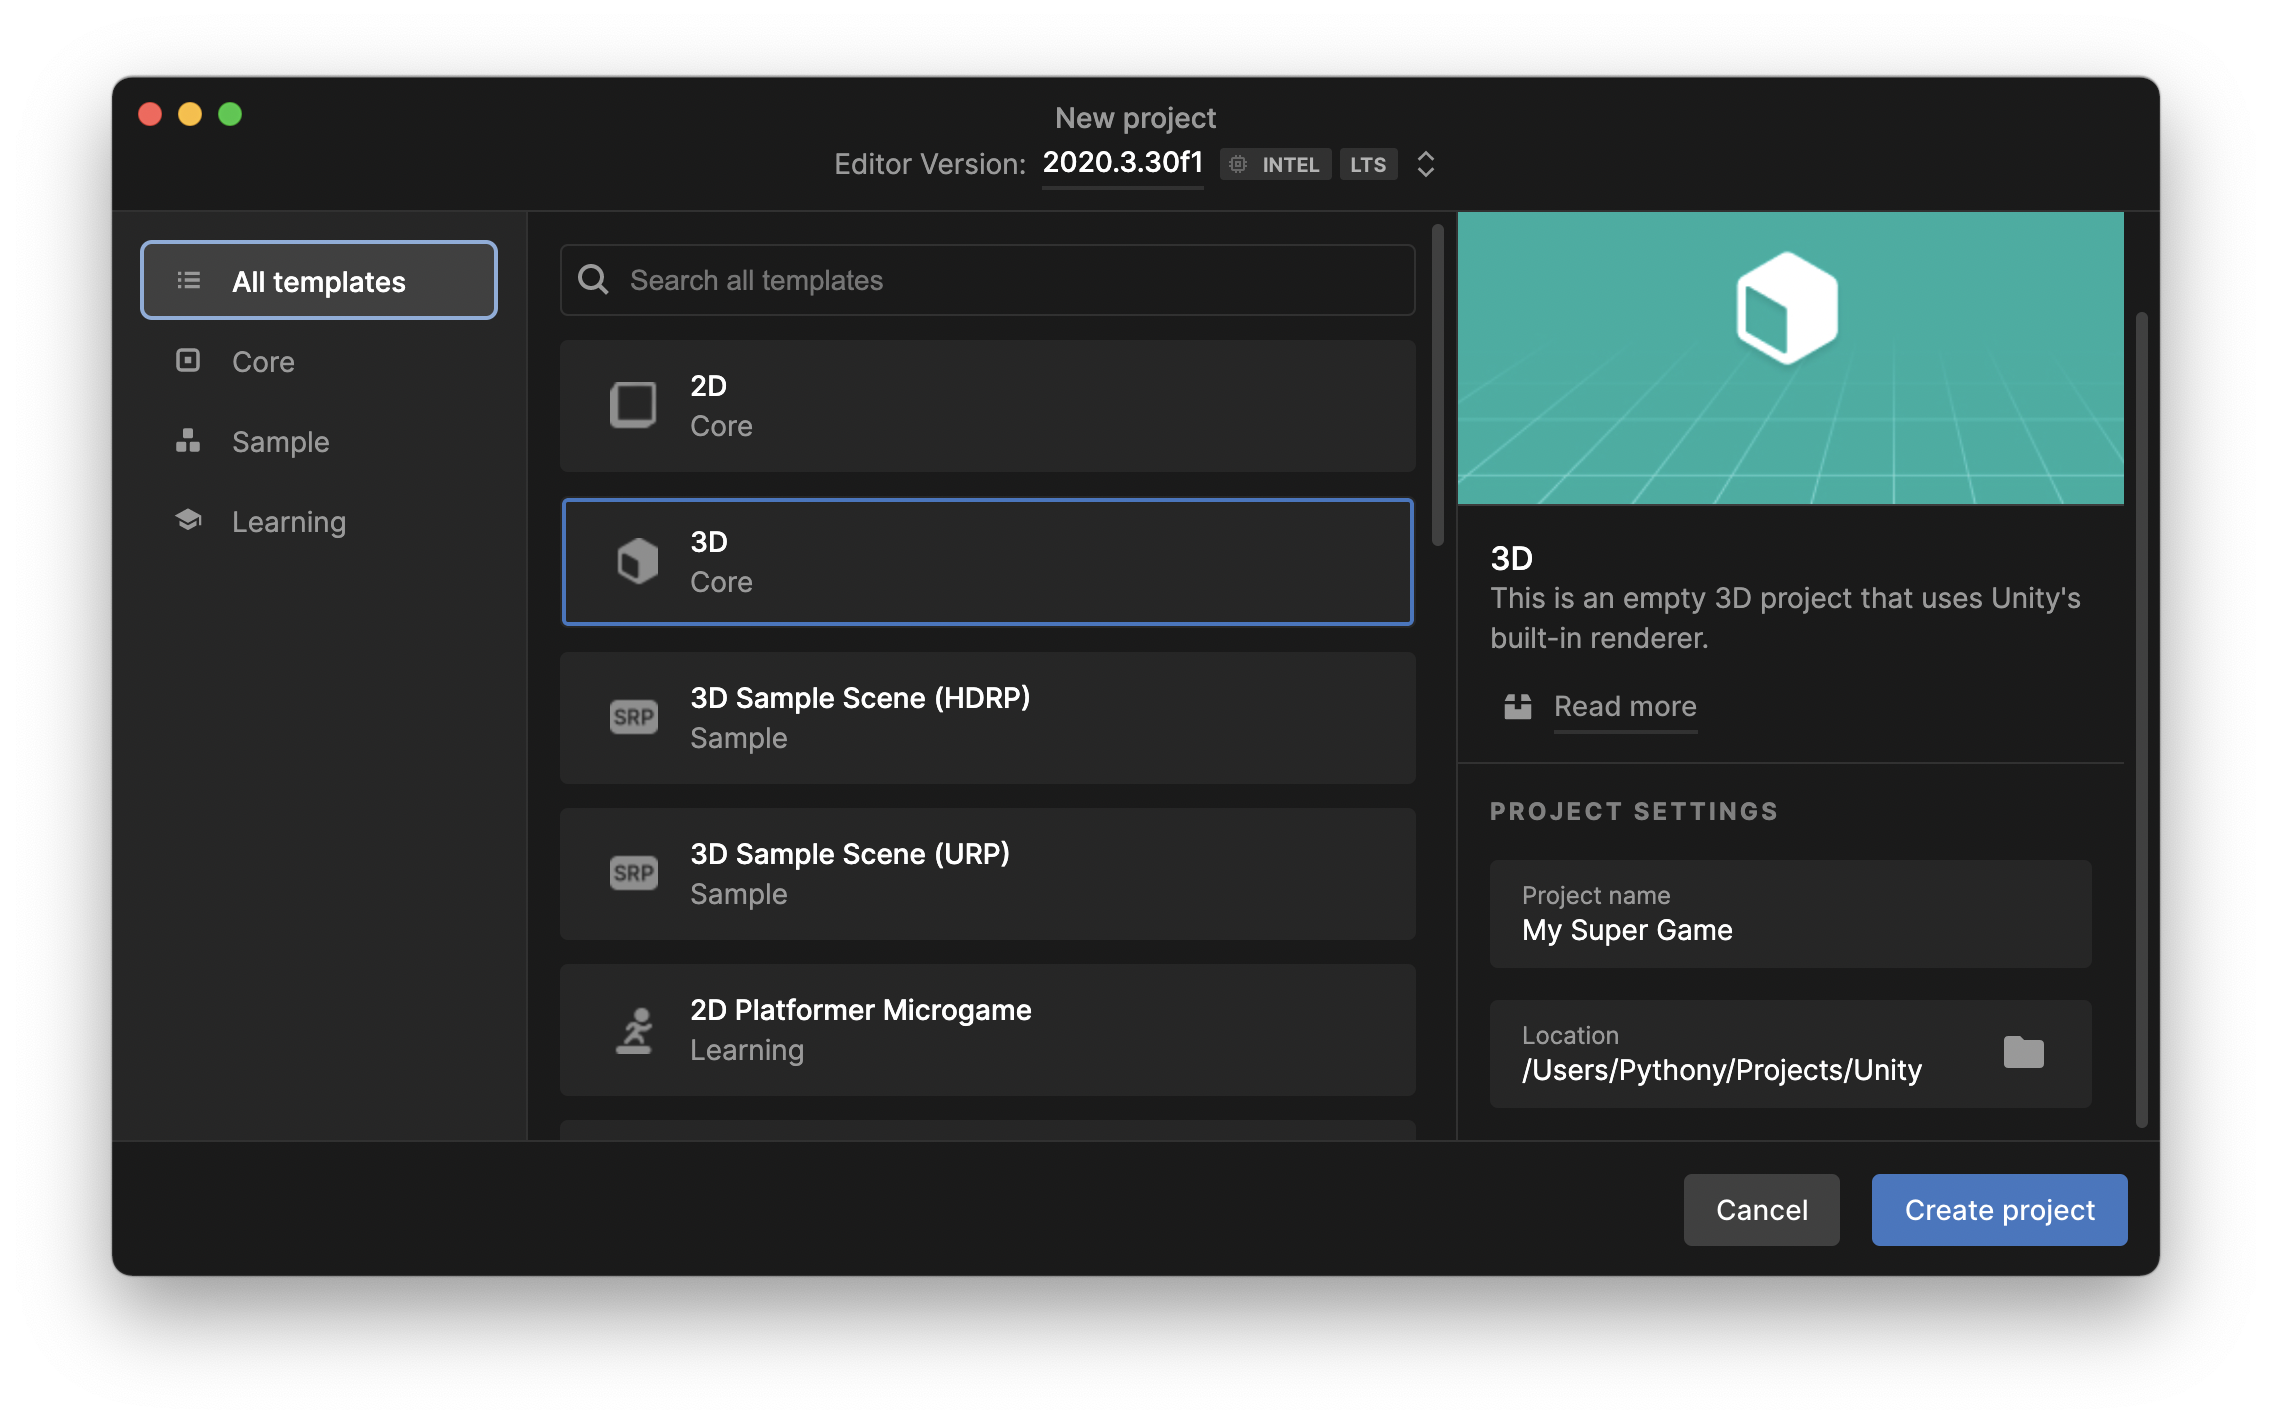 New project
Editor Version: 2020.3.30f1 INTEL LTS
All templates
Core
Sample
Learning
Search all templates
2D
Core
3D
Core
SRP
3D Sample Scene (HDRP)
Sample
SRP
3D Sample Scene (URP)
Sample
2D Platformer Microgame
Learning
3D
This is an empty 3D project that uses Unity's
built-in renderer.
Read more
PROJECT SETTINGS
Project name
My Super Game
Location
/Users/Pythony/Projects/Unity
Cancel
Create project